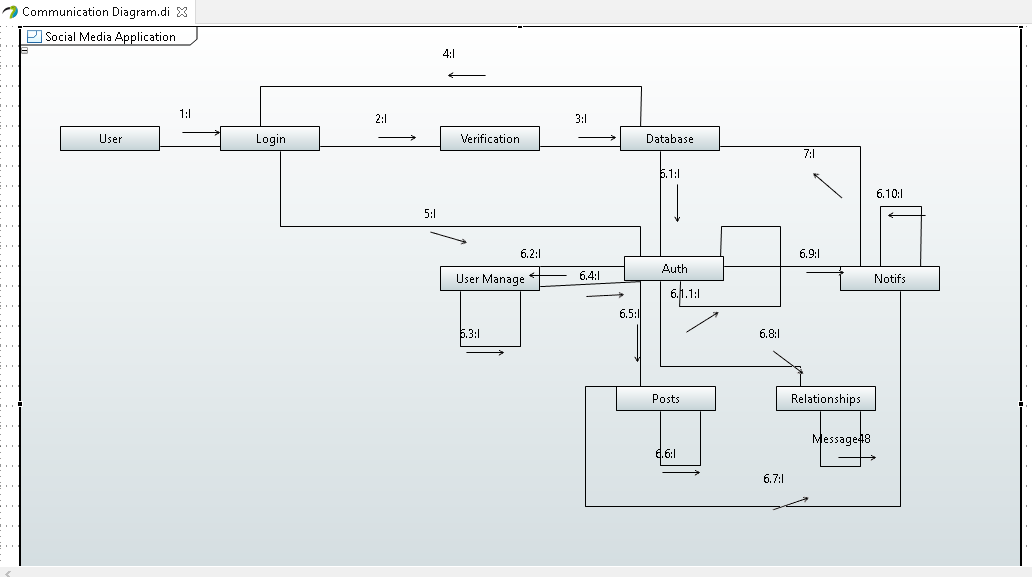 Communication Diagram.di
Social Media Application
4:I
1:I
2:I
3:I
User
Login
Verification
Database
7:I
6.1:I
6.10:I
5:I
6.2:I
6.9:I
Auth
User Manage
6.4:I
Notifs
6.1.1:I
6.5:I
6.3:I
6.8:I
Posts
Relationships
Message48
6.6:I
6.7:I